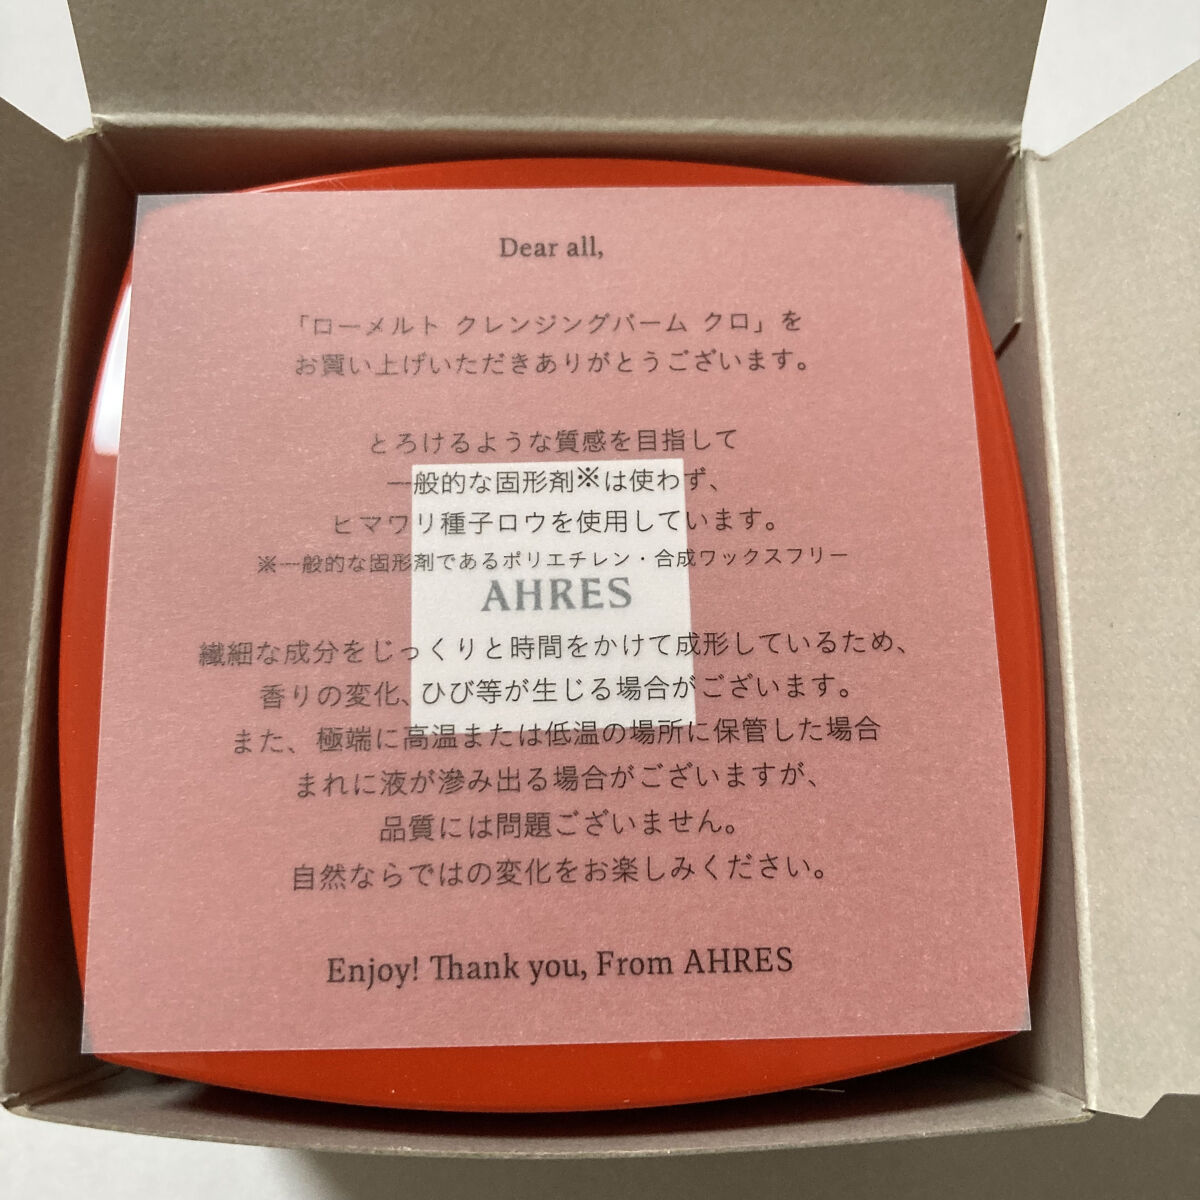 Dear all,
「ローメルト クレンジングバーム クロ」を
お買い上げいただきありがとうございます。
とろけるような質感を目指して
一般的な固形剤※は使わず、
ヒマワリ種子ロウを使用しています。
※一般的な固形剤であるポリエチレン・合成ワックスフリー
AHRES
繊細な成分をじっくりと時間をかけて成形しているため、
香りの変化、ひび等が生じる場合がございます。
また、極端に高温または低温の場所に保管した場合
まれに液が滲み出る場合がございますが、
品質には問題ございません。
自然ならではの変化をお楽しみください。
Enjoy! Thank you, From AHRES